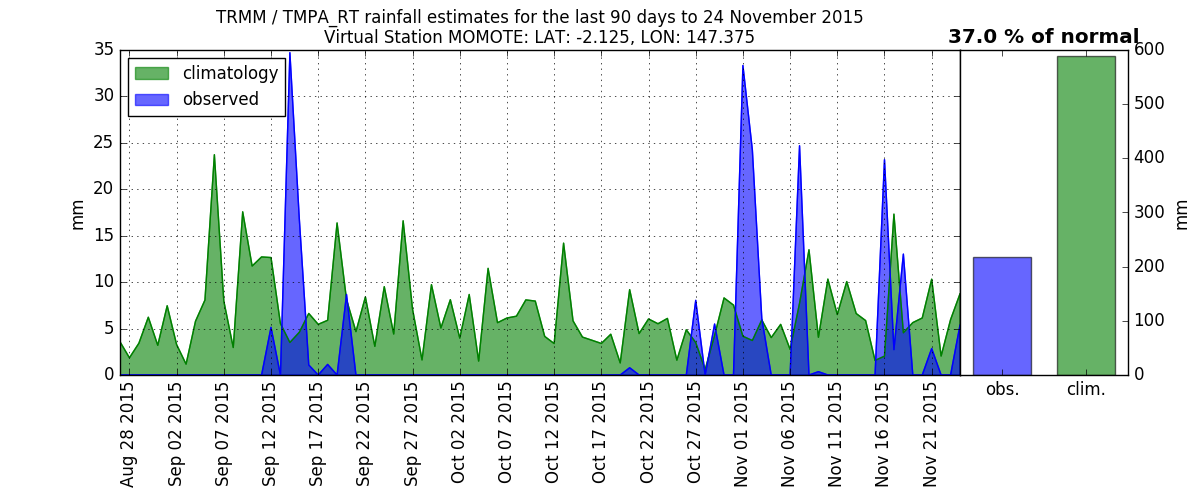 TRMM / TMPA_RT rainfall estimates for the last 90 days to 24 November 2015
Virtual Station MOMOTE: LAT: -2.125, LON: 147.375
37.0 % of normal
climatology
observed
35
30
25
20
15
10
5
0
mm
Aug 28 2015
Sep 02 2015
Sep 07 2015
Sep 12 2015
Sep 17 2015
Sep 22 2015
Sep 27 2015
Oct 02 2015
Oct 07 2015
Oct 12 2015
Oct 17 2015
Oct 22 2015
Oct 27 2015
Nov 01 2015
Nov 06 2015
Nov 11 2015
Nov 16 2015
Nov 21 2015
obs.
clim.
600
500
400
300
200
100
0
mm